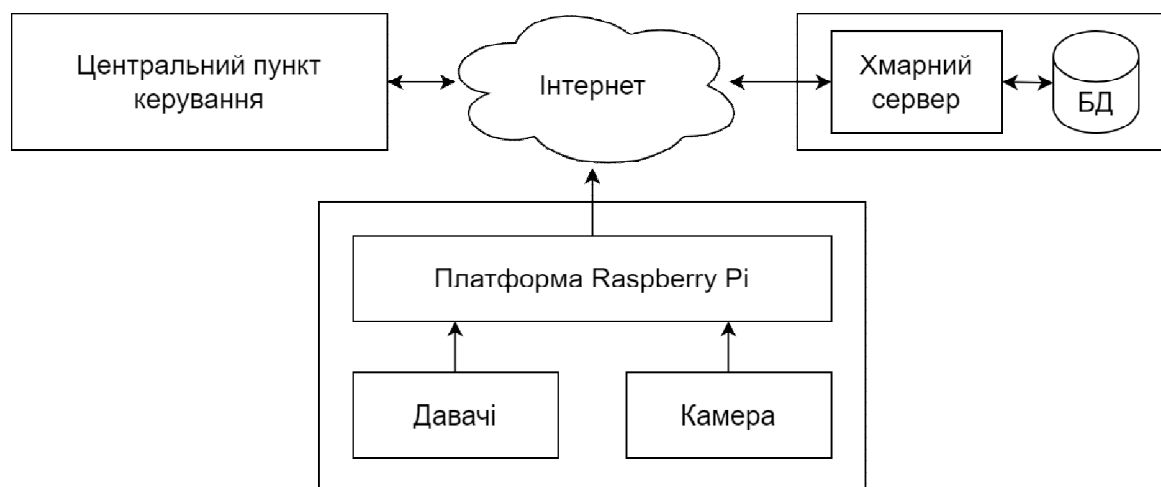 Центральний пункт
керування
Інтернет
Хмарний
сервер
БД
Платформа Raspberry Pi
Давачі
Камера